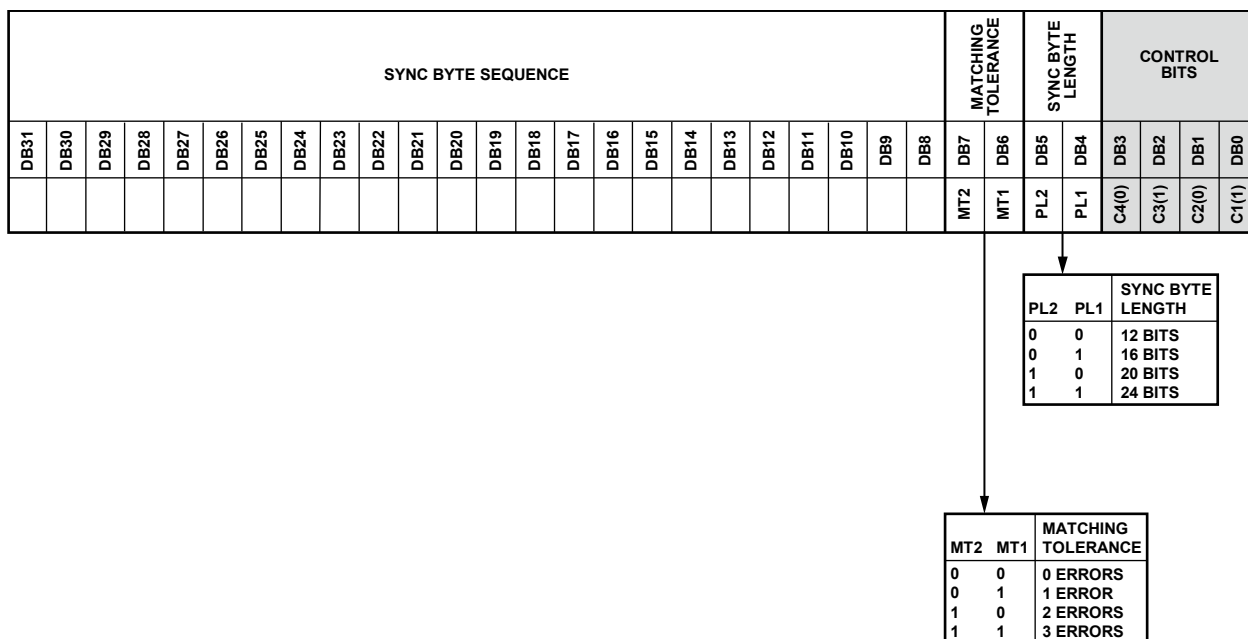 SYNC BYTE SEQUENCE
MATCHING
TOLERANCE
SYNC BYTE
LENGTH
CONTROL
BITS
DB31 DB30 DB29 DB28 DB27 DB26 DB25 DB24 DB23 DB22 DB21 DB20 DB19 DB18 DB17 DB16 DB15 DB14 DB13 DB12 DB11 DB10 DB9 DB8 DB7 DB6 DB5 DB4 DB3 DB2 DB1 DB0
MT2 MT1 PL2 PL1 C4(0) C3(1) C2(0) C1(1)
PL2 PL1 SYNC BYTE
LENGTH
0 0 12 BITS
0 1 16 BITS
1 0 20 BITS
1 1 24 BITS
MT2 MT1 MATCHING
TOLERANCE
0 0 0 ERRORS
0 1 1 ERROR
1 0 2 ERRORS
1 1 3 ERRORS